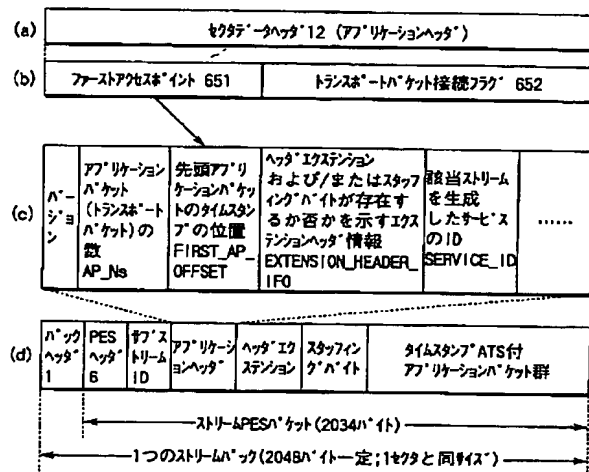 (a)
セクタデータヘッダ12 (アプリケーションヘッダ)
(b)
ファーストアクセスポイント 651
トランスポートパケット接続フラグ 652
(c)
バージョン
アプリケーション
パケット
(トランスポート
パケット)の
数
AP_Ns
先頭アプリ
ケーションパケッ
トのタイムスタン
プの位置
FIRST_AP_
OFFSET
ヘッダエクステンション
および/またはスタッフ
ィングバイトが存在す
るか否かを示すエクス
テンションヘッダ情報
EXTENSION_HEADER_
IFO
該当ストリーム
を生成
したサービス
のID
SERVICE_ID
……
(d)
パック
ヘッダ
1
PES
ヘッダ
6
サブス
トリーム
ID
アプリケーシ
ョンヘッダ
ヘッダエク
ステンション
スタッフィン
グバイト
タイムスタンプATS付
アプリケーションパケット群
ストリームPESパケット(2034バイト)
1つのストリームパック(2048バイト一定;1セクタと同サイズ)